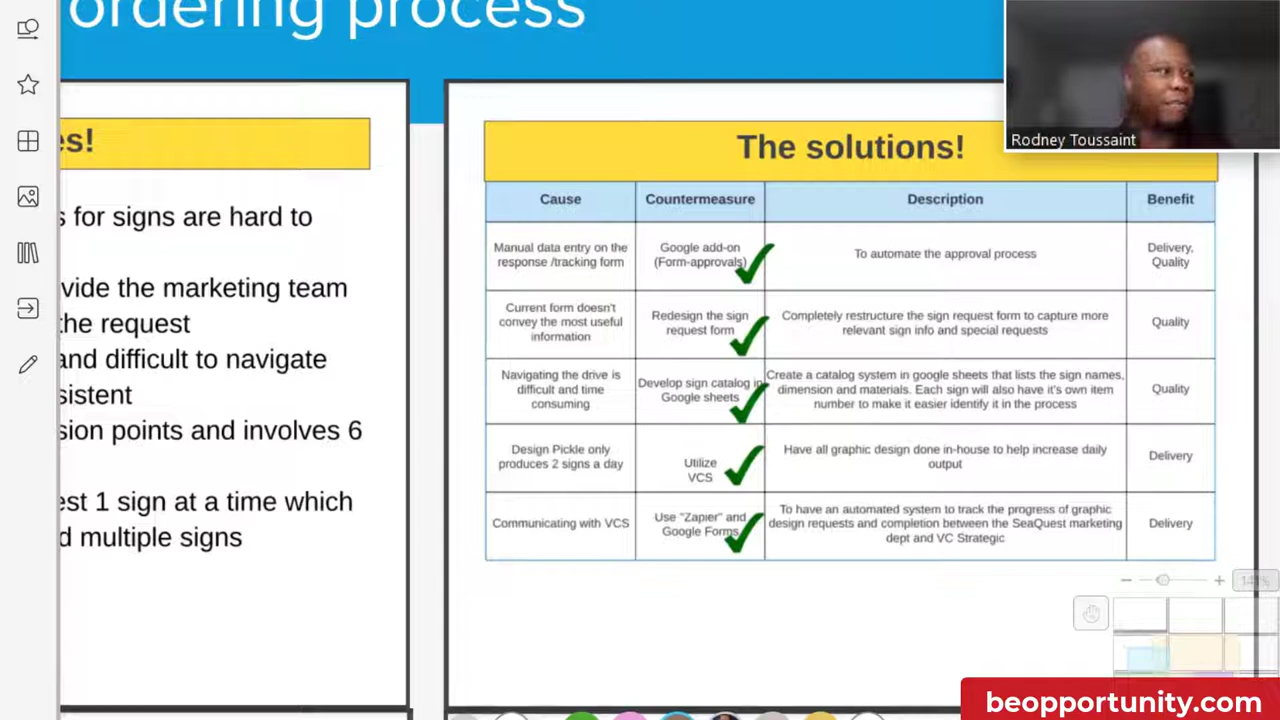 ordering process
Rodney Toussaint
es!
s for signs are hard to
vide the marketing team
the request
and difficult to navigate
sistent
sion points and involves 6
est 1 sign at a time which
d multiple signs
The solutions!
Cause
Countermeasure
Description
Benefit
Manual data entry on the
response /tracking form
Google add-on
(Form-approvals)
To automate the approval process
Delivery,
Quality
Current form doesn't
convey the most useful
information
Redesign the sign
request form
Completely restructure the sign request form to capture more
relevant sign info and special requests
Quality
Navigating the drive is
difficult and time
consuming
Develop sign catalog in
Google sheets
Create a catalog system in google sheets that lists the sign names,
dimension and materials. Each sign will also have it's own item
number to make it easier identify it in the process
Quality
Design Pickle only
produces 2 signs a day
Utilize
VCS
Have all graphic design done in-house to help increase daily
output
Delivery
Communicating with VCS
Use "Zapier" and
Google Forms
To have an automated system to track the progress of graphic
design requests and completion between the SeaQuest marketing
dept and VC Strategic
Delivery
beopportunity.com